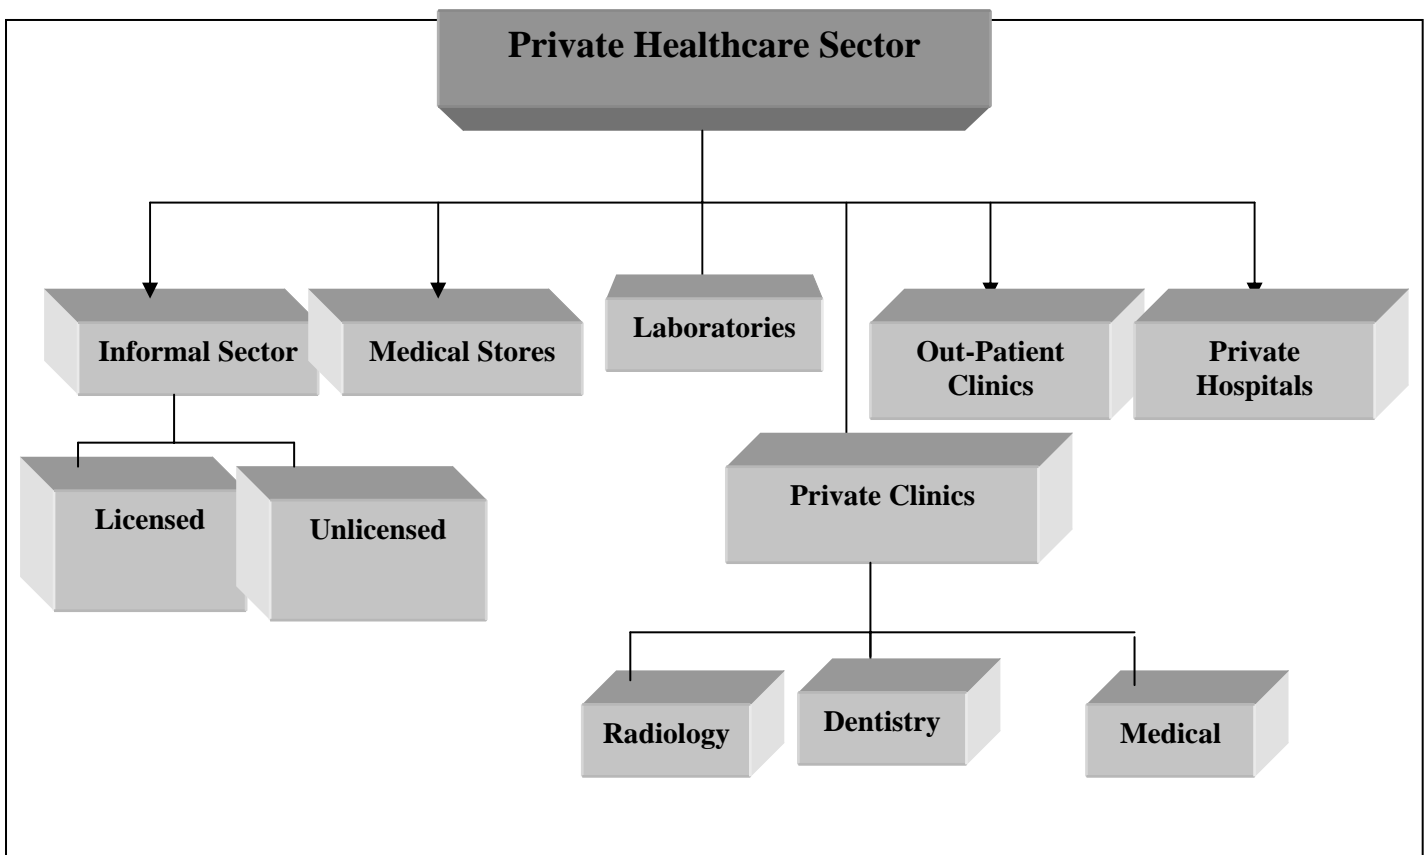 Private Healthcare Sector
Informal Sector
Medical Stores
Laboratories
Out-Patient
Clinics
Private
Hospitals
Licensed
Unlicensed
Private Clinics
Radiology
Dentistry
Medical